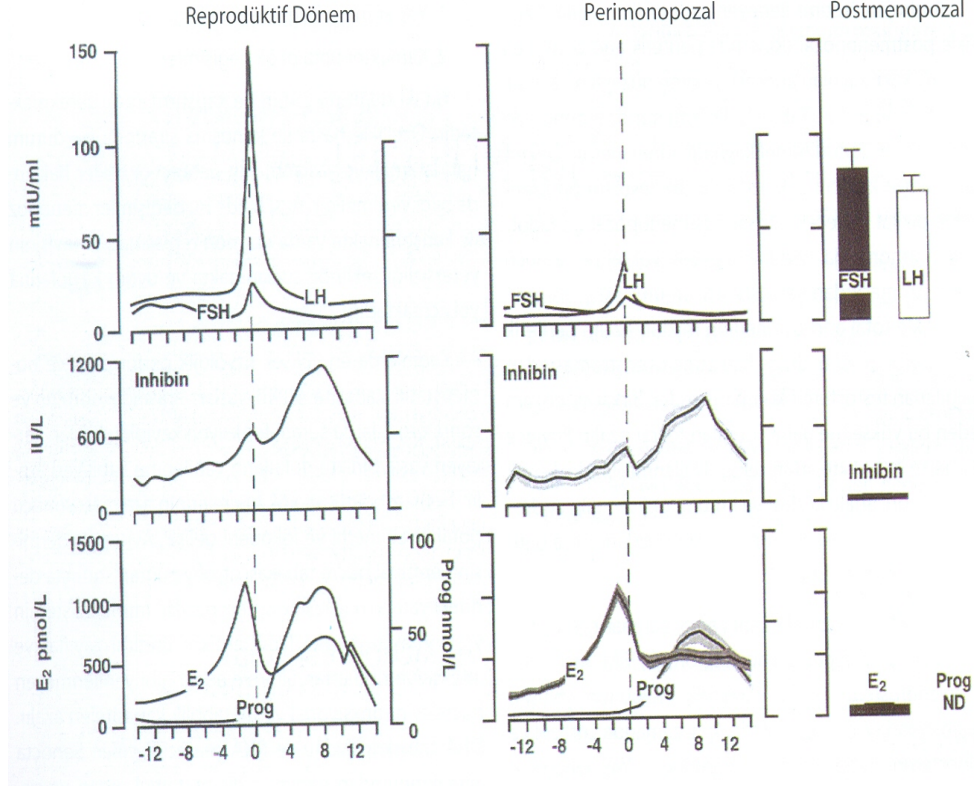 Reprodüktif Dönem
Perimonopozal
Postmenopozal
mIU/ml
150
100
50
0
FSH
LH
FSH
LH
FSH
LH
IU/L
1200
600
0
Inhibin
Inhibin
Inhibin
E₂ pmol/L
1500
1000
500
0
E₂
Prog
100
50
0
Prog nmol/L
E₂
Prog
E₂
Prog
ND
-12 -8 -4 0 4 8 12
-12 -8 -4 0 4 8 12